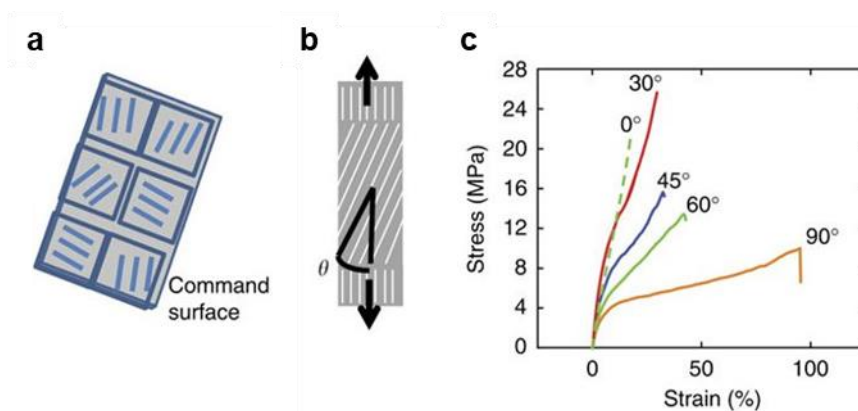 a
b
c
Command
surface
θ
28
24
20
16
12
8
4
0
Stress (MPa)
30°
0°
45°
60°
90°
0
50
100
Strain (%)